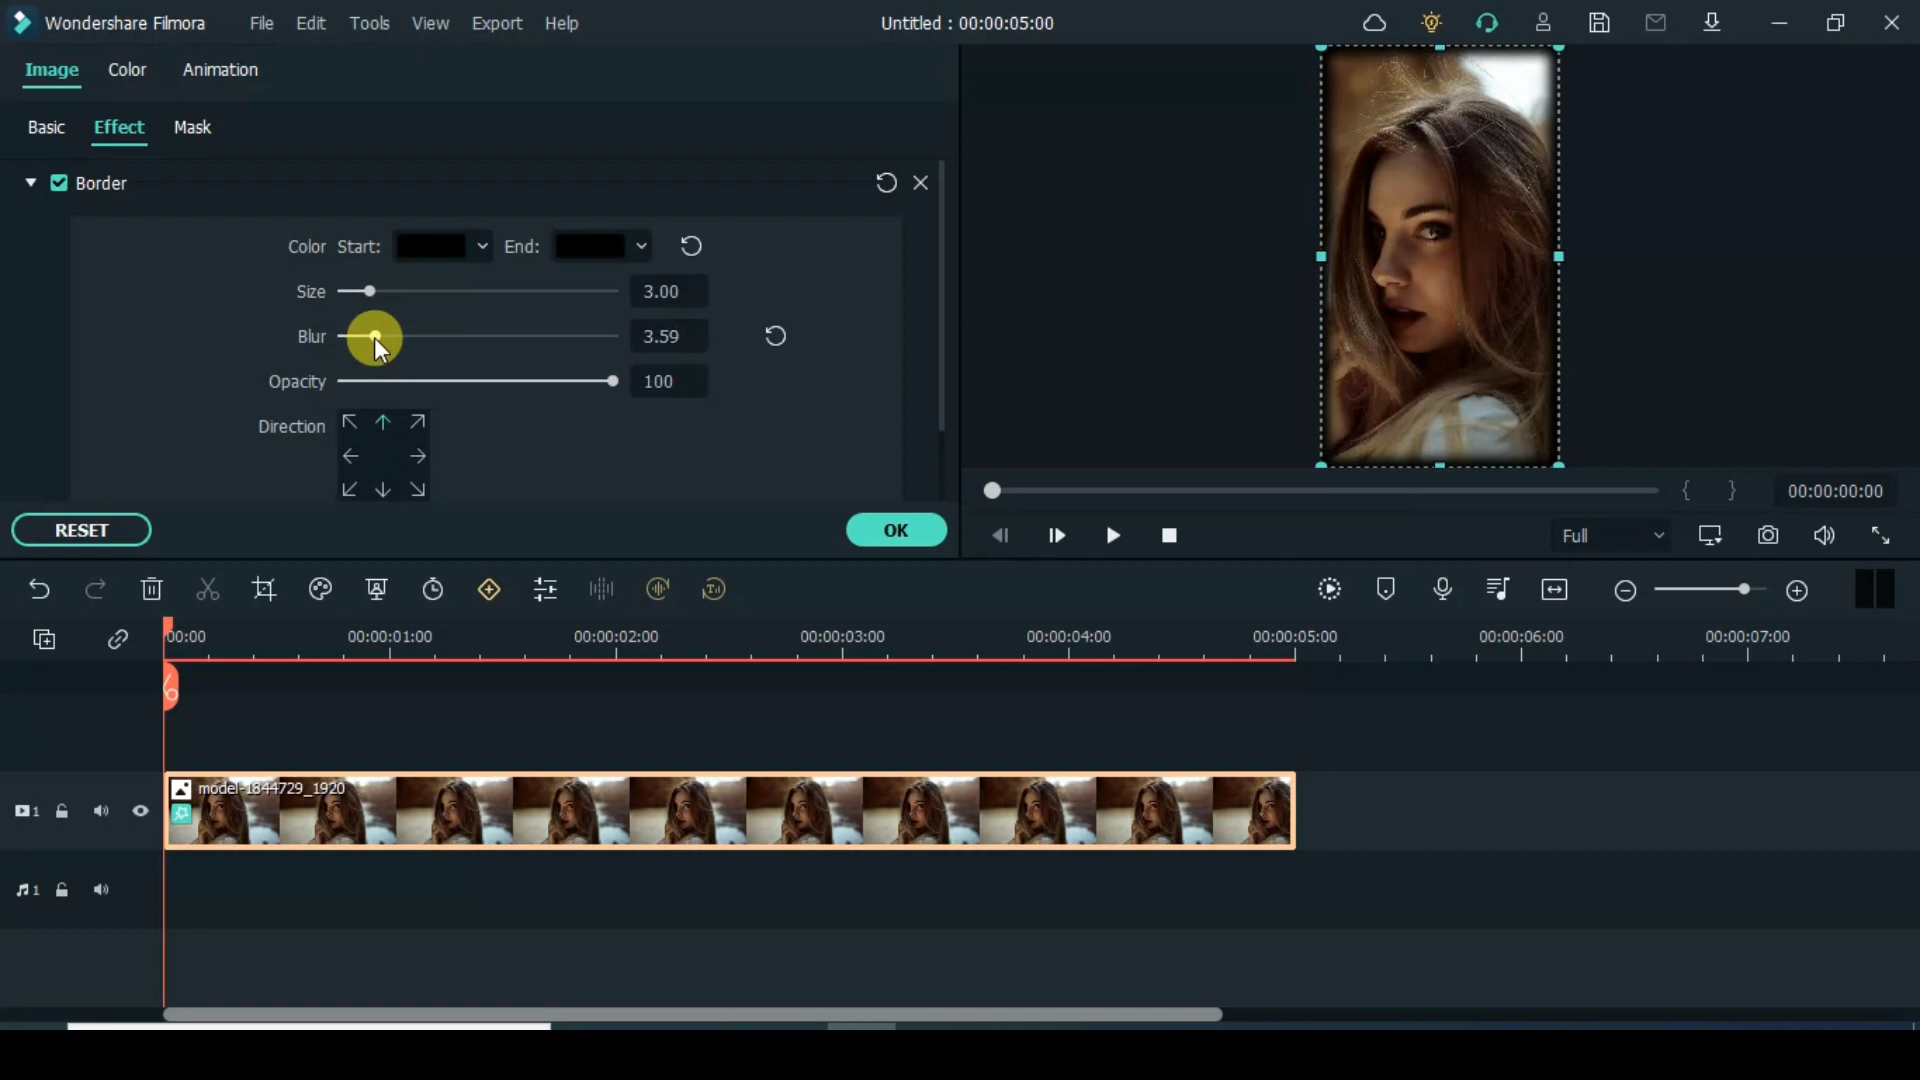 Wondershare Filmora File Edit Tools View Export Help Untitled : 00:00:05:00
Image Color Animation
Basic Effect Mask
Border
Color Start: End:
Size 3.00
Blur 3.59
Opacity 100
Direction
RESET OK
{ } 00:00:00:00
Full
00:00 00:00:01:00 00:00:02:00 00:00:03:00 00:00:04:00 00:00:05:00 00:00:06:00 00:00:07:00
model-1844729_1920
1
1